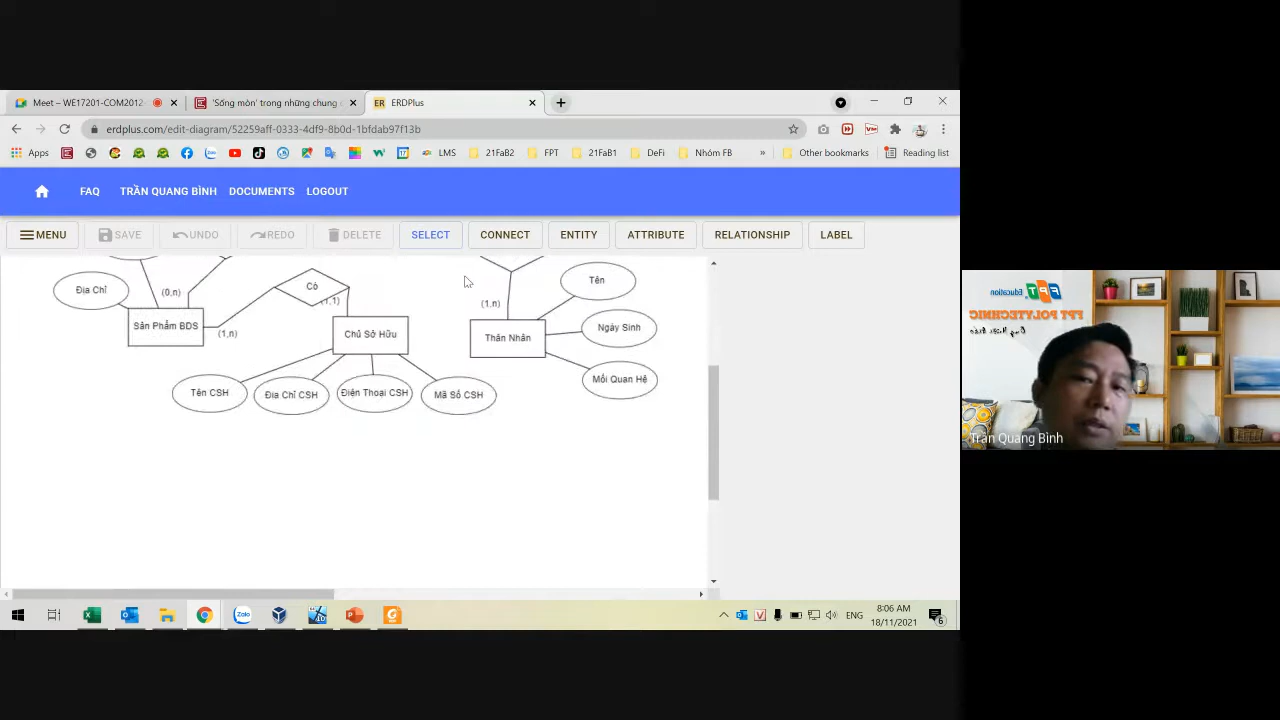 Meet – WE17201-COM2012-
'Sống mòn' trong những chung c
ERDPlus
erdplus.com/edit-diagram/52259aff-0333-4df9-8b0d-1bfdab97f13b
Apps
LMS
21FaB2
FPT
21FaB1
DeFi
Nhóm FB
»
Other bookmarks
Reading list
FAQ
TRẦN QUANG BÌNH
DOCUMENTS
LOGOUT
MENU
SAVE
UNDO
REDO
DELETE
SELECT
CONNECT
ENTITY
ATTRIBUTE
RELATIONSHIP
LABEL
Địa Chỉ
(0,n)
Có
(1,1)
Sản Phẩm BDS
(1,n)
Chủ Sở Hữu
Tên CSH
Địa Chỉ CSH
Điện Thoại CSH
Mã Số CSH
(1,n)
Thân Nhân
Tên
Ngày Sinh
Mối Quan Hệ
FPT Education
FPT POLYTECHNIC
Trần Quang Bình
Zalo
ENG
8:06 AM
18/11/2021
6